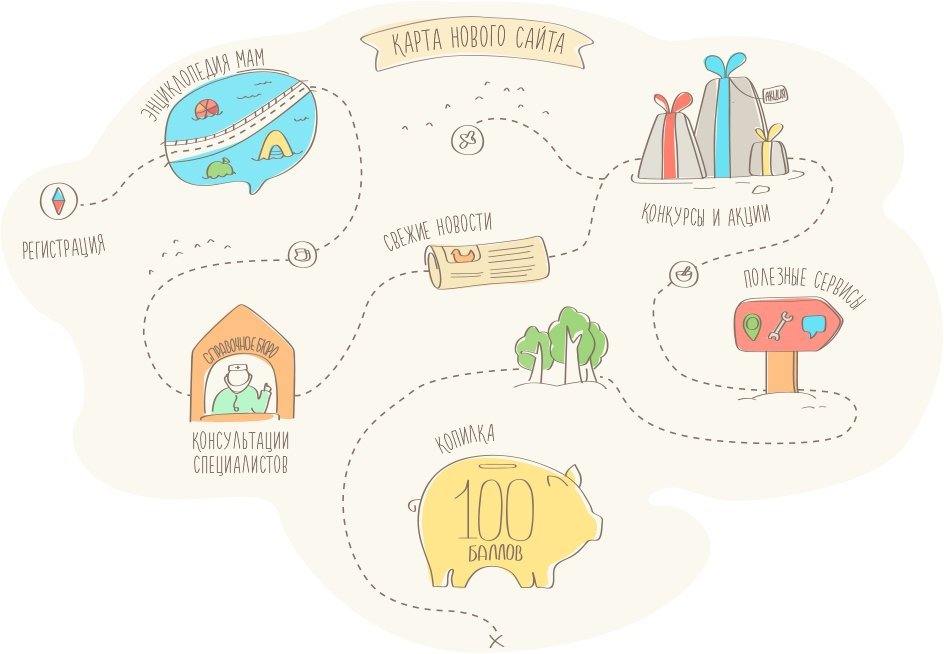 КАРТА НОВОГО САЙТА
ЭНЦИКЛОПЕДИЯ МАМ
АКЦИЯ
РЕГИСТРАЦИЯ
СВЕЖИЕ НОВОСТИ
КОНКУРСЫ И АКЦИИ
ПОЛЕЗНЫЕ СЕРВИСЫ
СПРАВОЧНОЕ БЮРО
КОНСУЛЬТАЦИИ
СПЕЦИАЛИСТОВ
КОПИЛКА
100
БАЛЛОВ